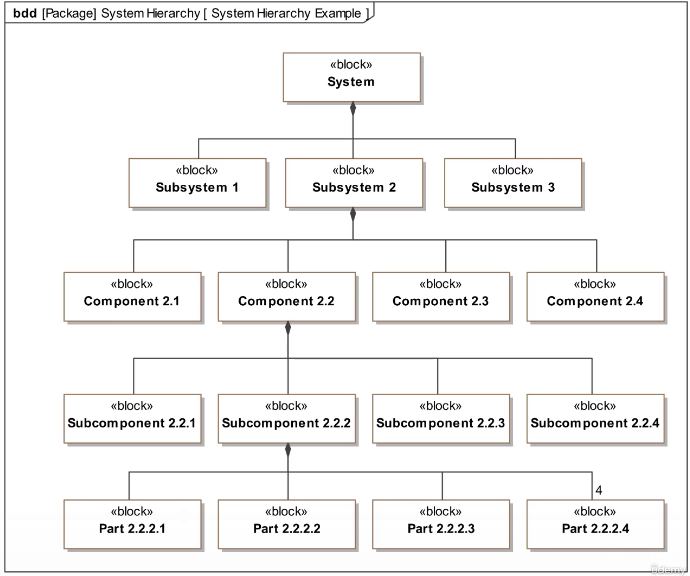 bdd [Package] System Hierarchy [ System Hierarchy Example ]
«block»
System
«block»
Subsystem 1
«block»
Subsystem 2
«block»
Subsystem 3
«block»
Component 2.1
«block»
Component 2.2
«block»
Component 2.3
«block»
Component 2.4
«block»
Subcomponent 2.2.1
«block»
Subcomponent 2.2.2
«block»
Subcomponent 2.2.3
«block»
Subcomponent 2.2.4
4
«block»
Part 2.2.2.1
«block»
Part 2.2.2.2
«block»
Part 2.2.2.3
«block»
Part 2.2.2.4
Udemy